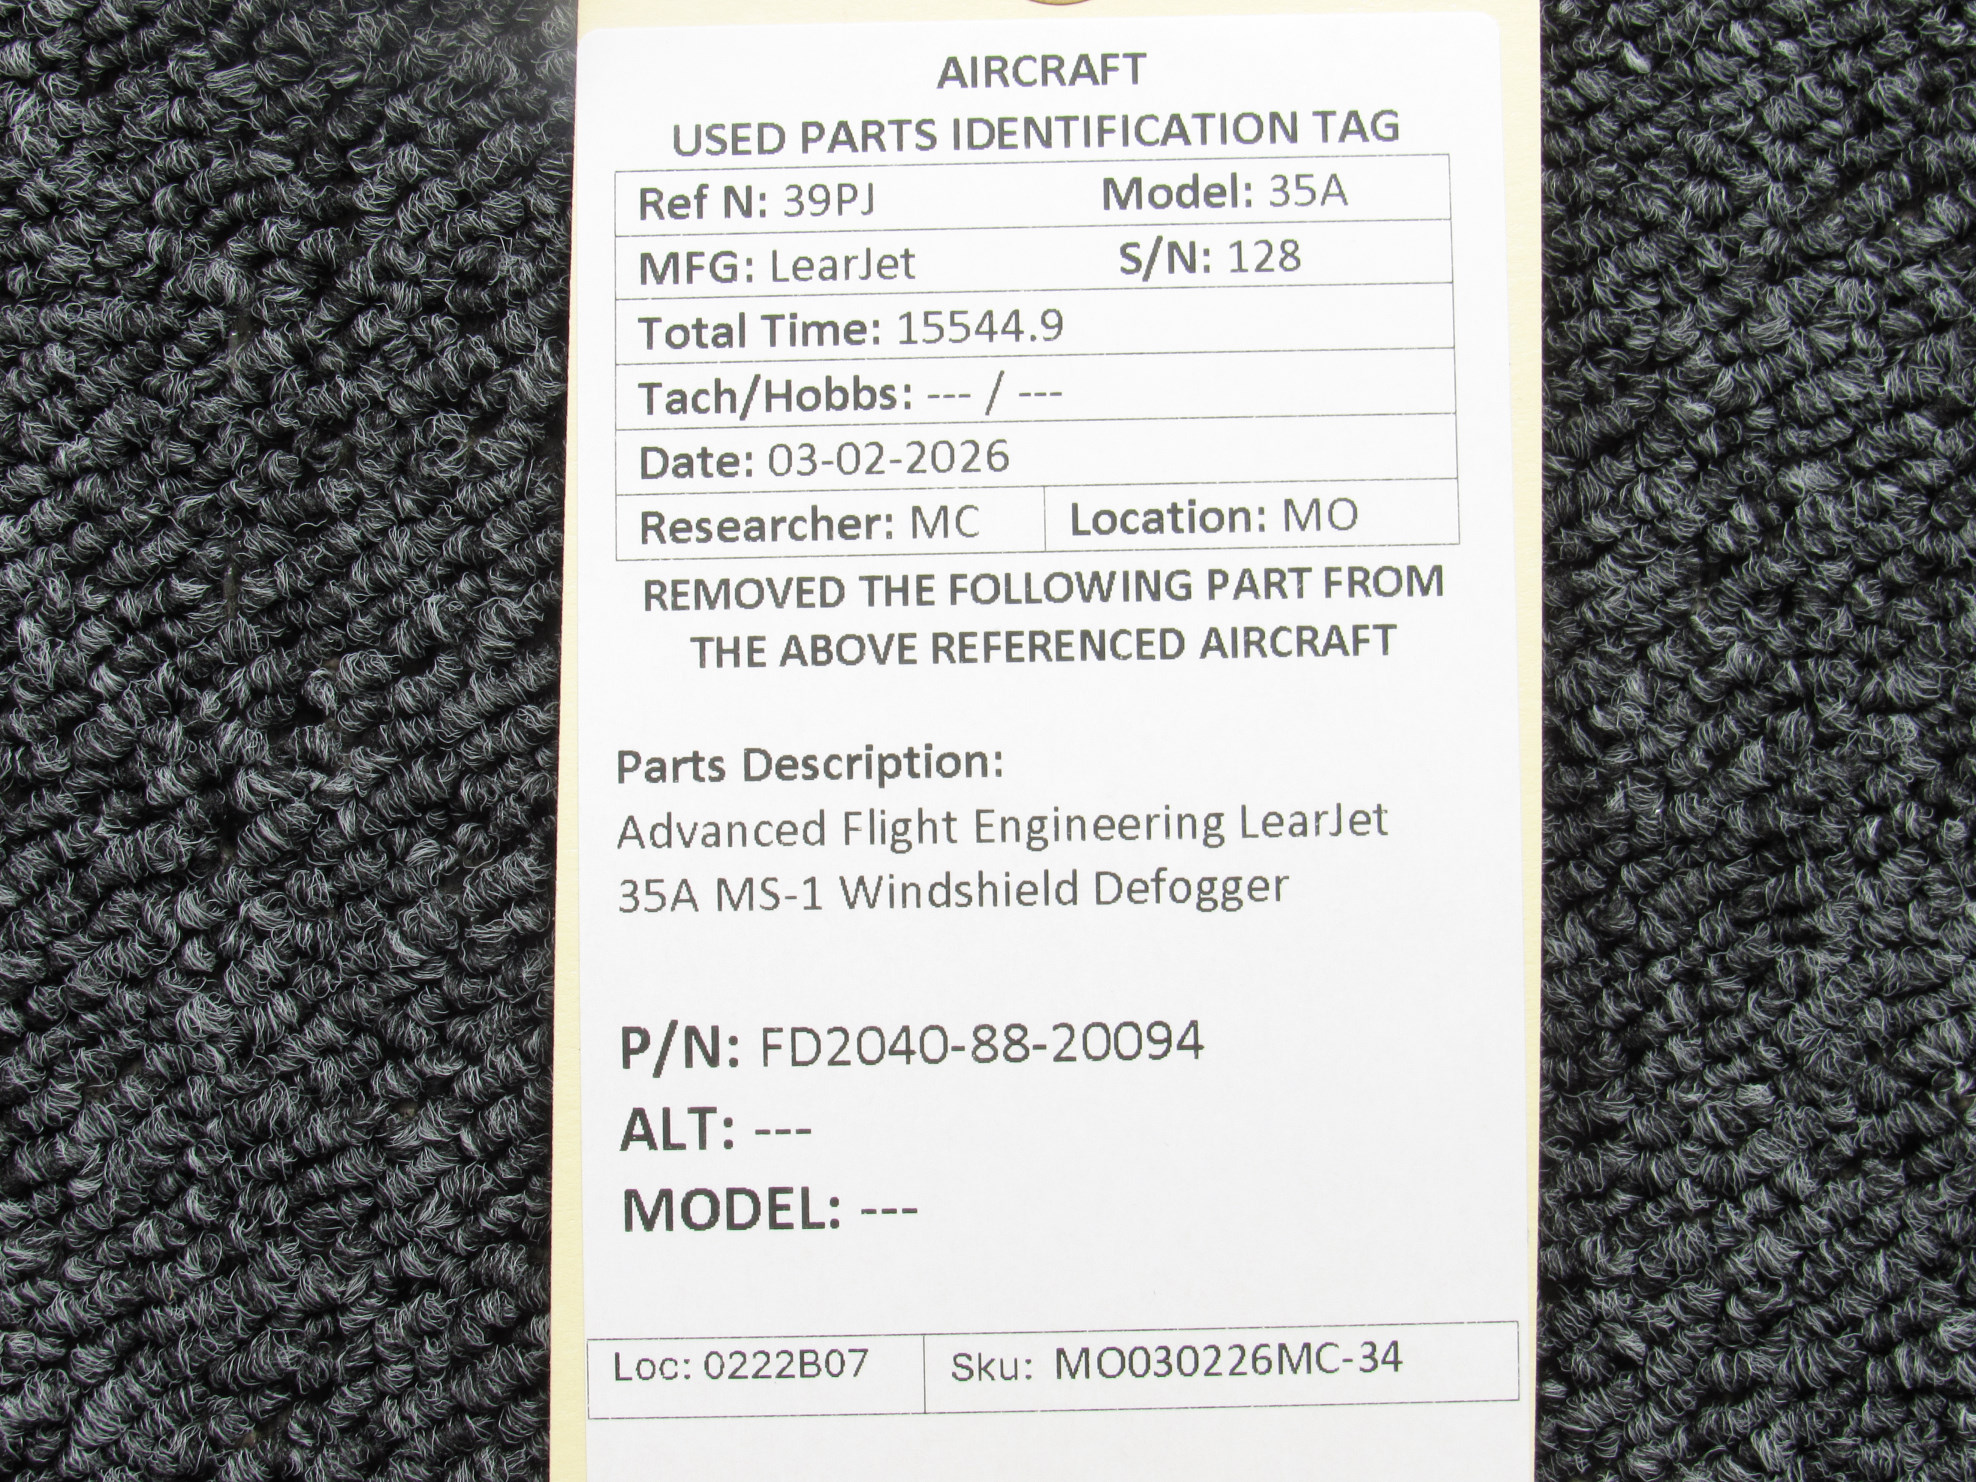 AIRCRAFT
USED PARTS IDENTIFICATION TAG
Ref N: 39PJ Model: 35A
MFG: LearJet S/N: 128
Total Time: 15544.9
Tach/Hobbs: --- / ---
Date: 03-02-2026
Researcher: MC Location: MO
REMOVED THE FOLLOWING PART FROM
THE ABOVE REFERENCED AIRCRAFT
Parts Description:
Advanced Flight Engineering LearJet
35A MS-1 Windshield Defogger
P/N: FD2040-88-20094
ALT: ---
MODEL: ---
Loc: 0222B07 Sku: MO030226MC-34